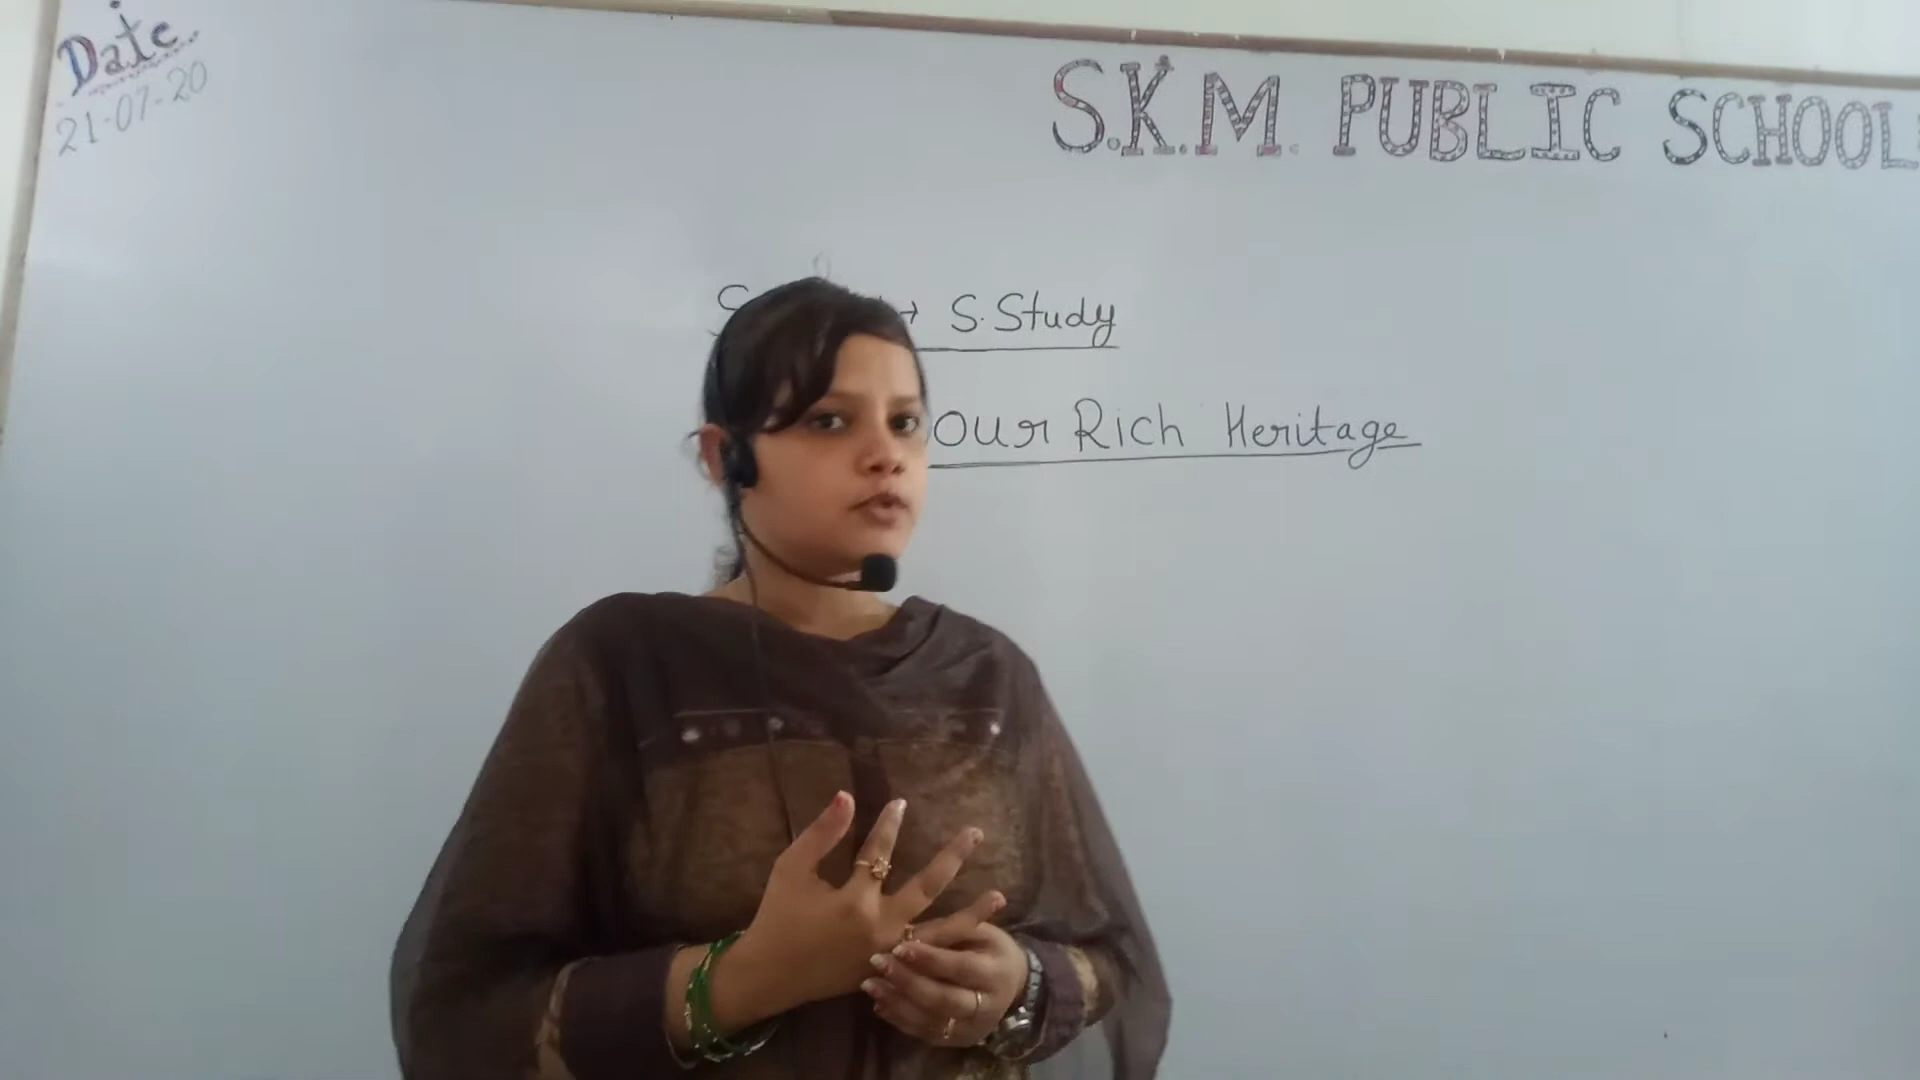 Date
21-07-20
S.K.M. PUBLIC SCHOOL
→ S.Study
Our Rich Heritage